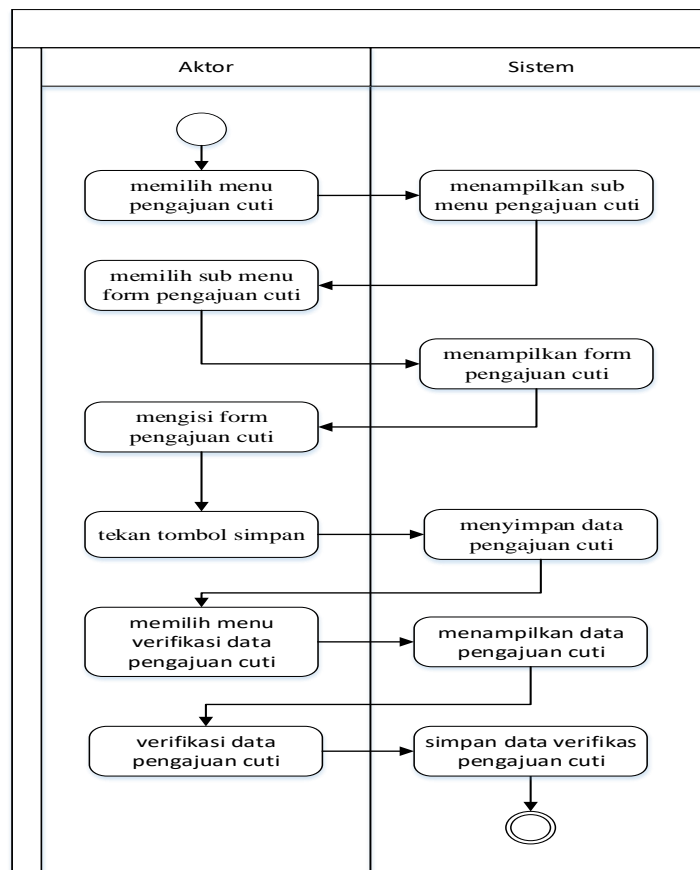 Aktor
Sistem
memilih menu
pengajuan cuti
menampilkan sub
menu pengajuan cuti
memilih sub menu
form pengajuan cuti
menampilkan form
pengajuan cuti
mengisi form
pengajuan cuti
tekan tombol simpan
menyimpan data
pengajuan cuti
memilih menu
verifikasi data
pengajuan cuti
menampilkan data
pengajuan cuti
verifikasi data
pengajuan cuti
simpan data verifikas
pengajuan cuti